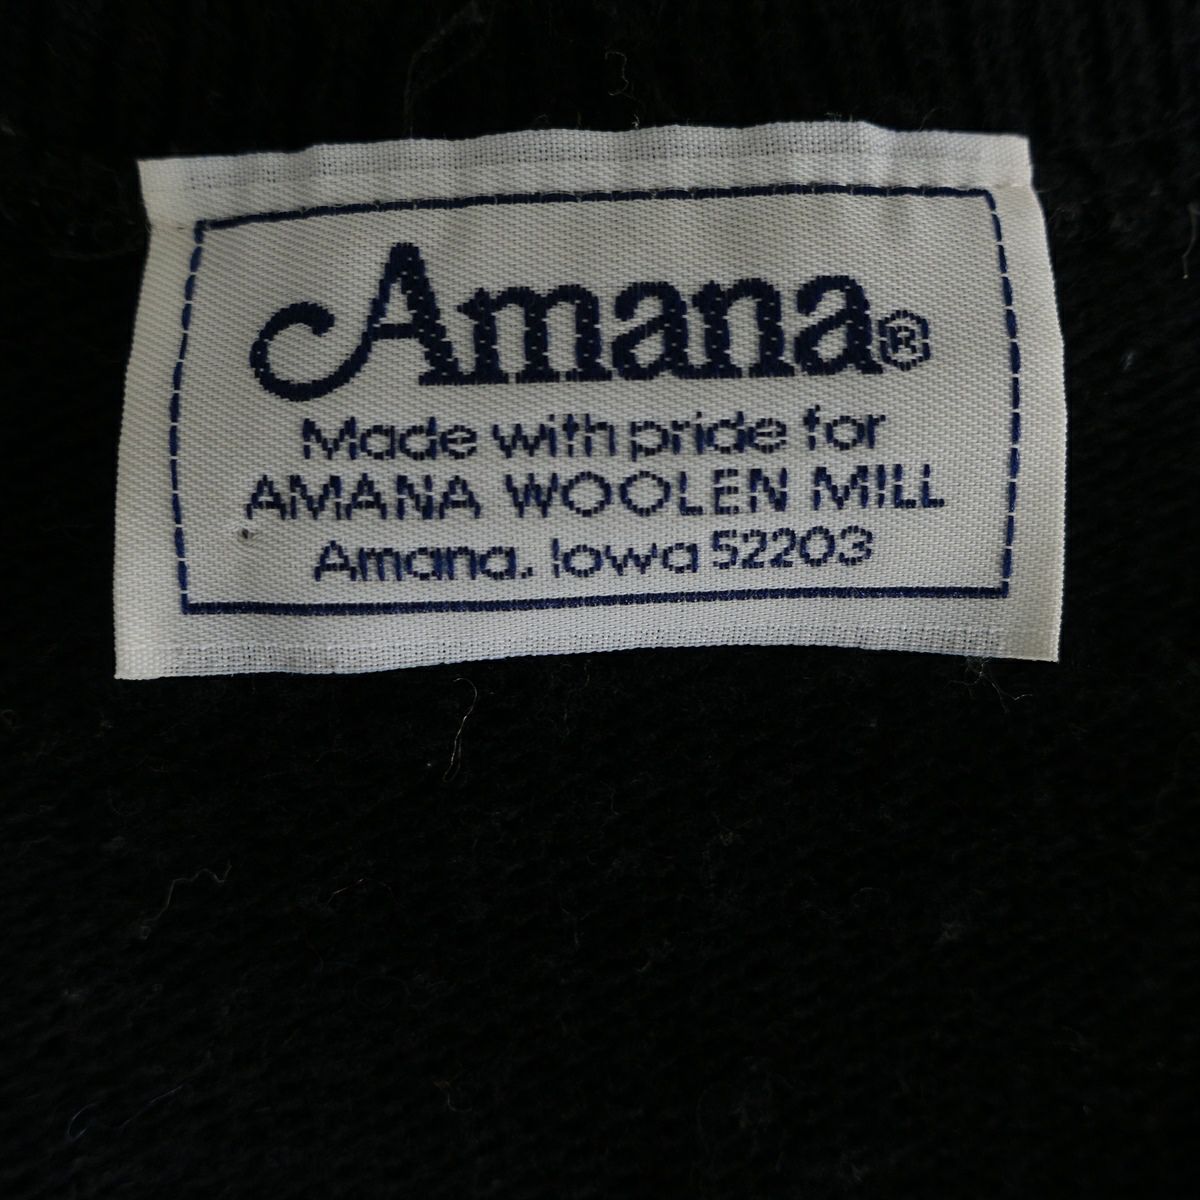 Amana®
Made with pride for
AMANA WOOLEN MILL
Amana. Iowa 52203